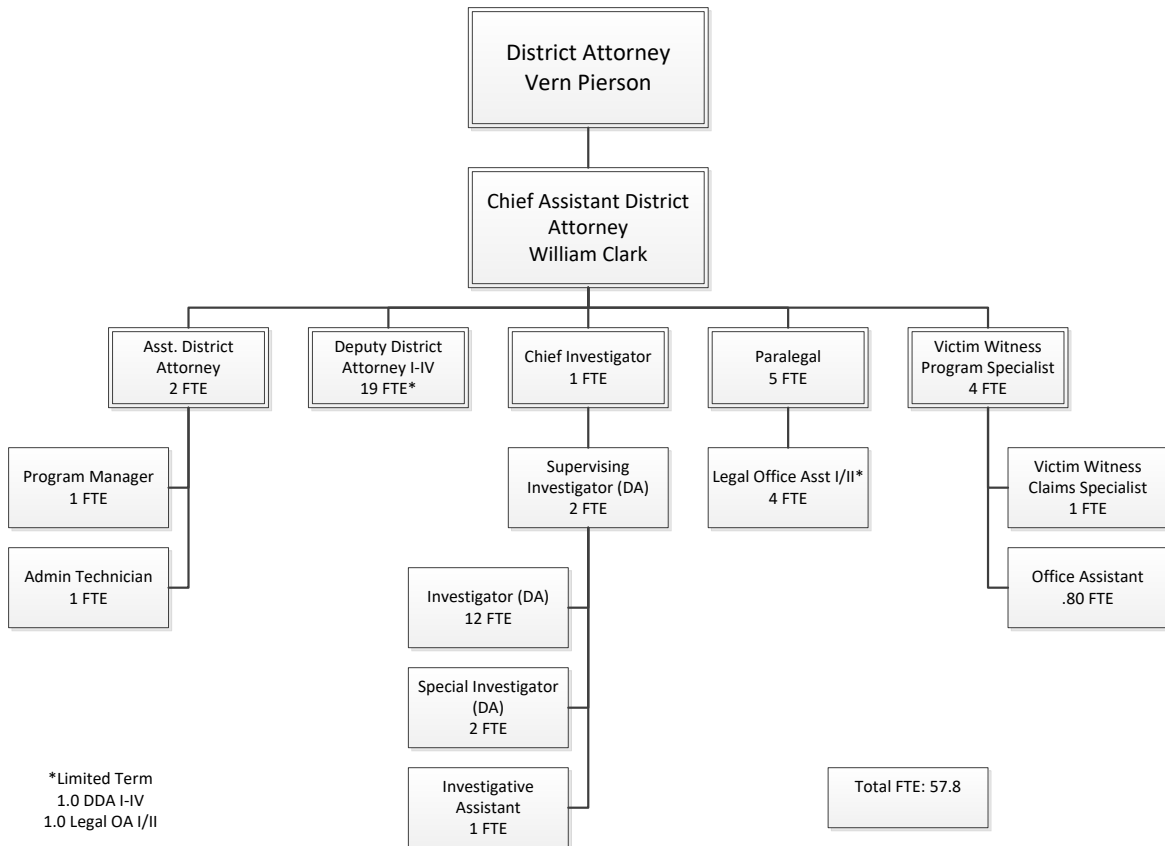 District Attorney
Vern Pierson
Chief Assistant District
Attorney
William Clark
Asst. District
Attorney
2 FTE
Deputy District
Attorney I-IV
19 FTE*
Chief Investigator
1 FTE
Paralegal
5 FTE
Victim Witness
Program Specialist
4 FTE
Program Manager
1 FTE
Supervising
Investigator (DA)
2 FTE
Legal Office Asst I/II*
4 FTE
Victim Witness
Claims Specialist
1 FTE
Admin Technician
1 FTE
Investigator (DA)
12 FTE
Office Assistant
.80 FTE
Special Investigator
(DA)
2 FTE
Investigative
Assistant
1 FTE
*Limited Term
1.0 DDA I-IV
1.0 Legal OA I/II
Total FTE: 57.8